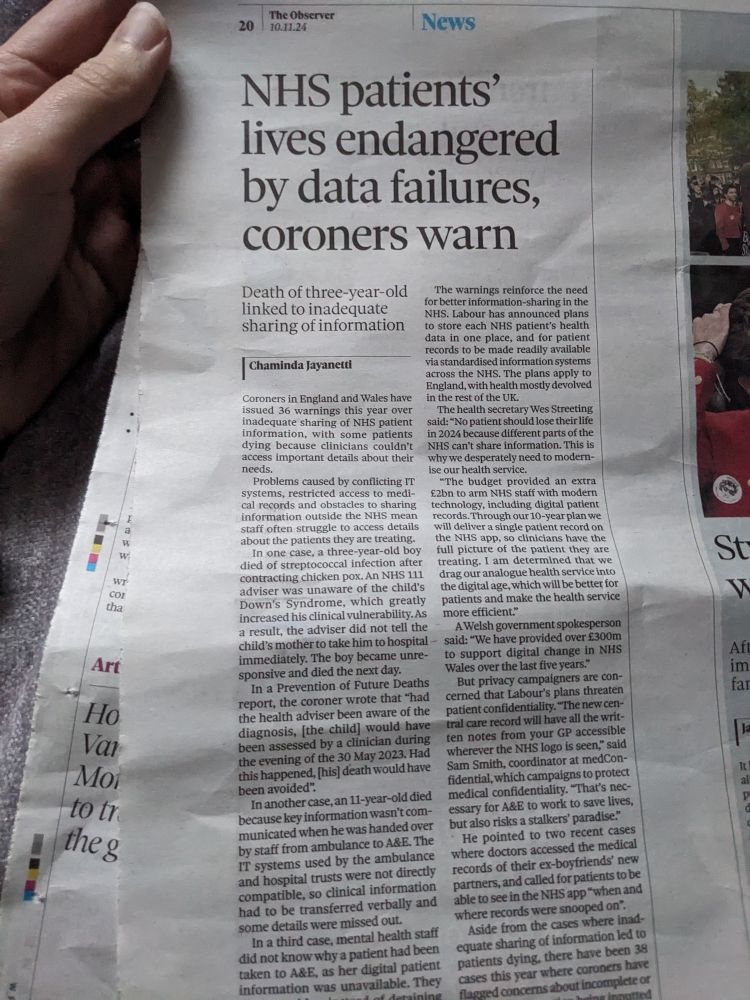 20
The Observer
10.11.24
News
NHS patients’
lives endangered
by data failures,
coroners warn
Death of three-year-old
linked to inadequate
sharing of information
Chaminda Jayanetti
Coroners in England and Wales have
issued 36 warnings this year over
inadequate sharing of NHS patient
information, with some patients
dying because clinicians couldn’t
access important details about their
needs.
Problems caused by conflicting IT
systems, restricted access to medi-
cal records and obstacles to sharing
information outside the NHS mean
staff often struggle to access details
about the patients they are treating.
In one case, a three-year-old boy
died of streptococcal infection after
contracting chicken pox. An NHS 111
adviser was unaware of the child’s
Down’s Syndrome, which greatly
increased his clinical vulnerability. As
a result, the adviser did not tell the
child’s mother to take him to hospital
immediately. The boy became unre-
sponsive and died the next day.
In a Prevention of Future Deaths
report, the coroner wrote that “had
the health adviser been aware of the
diagnosis, [the child] would have
been assessed by a clinician during
the evening of the 30 May 2023. Had
this happened, [his] death would have
been avoided”.
In another case, an 11-year-old died
because key information wasn’t com-
municated when he was handed over
by staff from ambulance to A&E. The
IT systems used by the ambulance
and hospital trusts were not directly
compatible, so clinical information
had to be transferred verbally and
some details were missed out.
In a third case, mental health staff
did not know why a patient had been
taken to A&E, as her digital patient
information was unavailable. They
instead of detaining
The warnings reinforce the need
for better information-sharing in the
NHS. Labour has announced plans
to store each NHS patient’s health
data in one place, and for patient
records to be made readily available
via standardised information systems
across the NHS. The plans apply to
England, with health mostly devolved
in the rest of the UK.
The health secretary Wes Streeting
said: “No patient should lose their life
in 2024 because different parts of the
NHS can’t share information. This is
why we desperately need to modern-
ise our health service.
“The budget provided an extra
£2bn to arm NHS staff with modern
technology, including digital patient
records. Through our 10-year plan we
will deliver a single patient record on
the NHS app, so clinicians have the
full picture of the patient they are
treating. I am determined that we
drag our analogue health service into
the digital age, which will be better for
patients and make the health service
more efficient.”
A Welsh government spokesperson
said: “We have provided over £300m
to support digital change in NHS
Wales over the last five years.”
But privacy campaigners are con-
cerned that Labour’s plans threaten
patient confidentiality. “The new cen-
tral care record will have all the writ-
ten notes from your GP accessible
wherever the NHS logo is seen,” said
Sam Smith, coordinator at medCon-
fidential, which campaigns to protect
medical confidentiality. “That’s nec-
essary for A&E to work to save lives,
but also risks a stalkers’ paradise.”
He pointed to two recent cases
where doctors accessed the medical
records of their ex-boyfriends’ new
partners, and called for patients to be
able to see in the NHS app “when and
where records were snooped on”.
Aside from the cases where inad-
equate sharing of information led to
patients dying, there have been 38
cases this year where coroners have
flagged concerns about incomplete or
being inputted
Art
Ho
Var
Mor
to tr
the g
wr
cor
tha
St
w
Aft
im
far